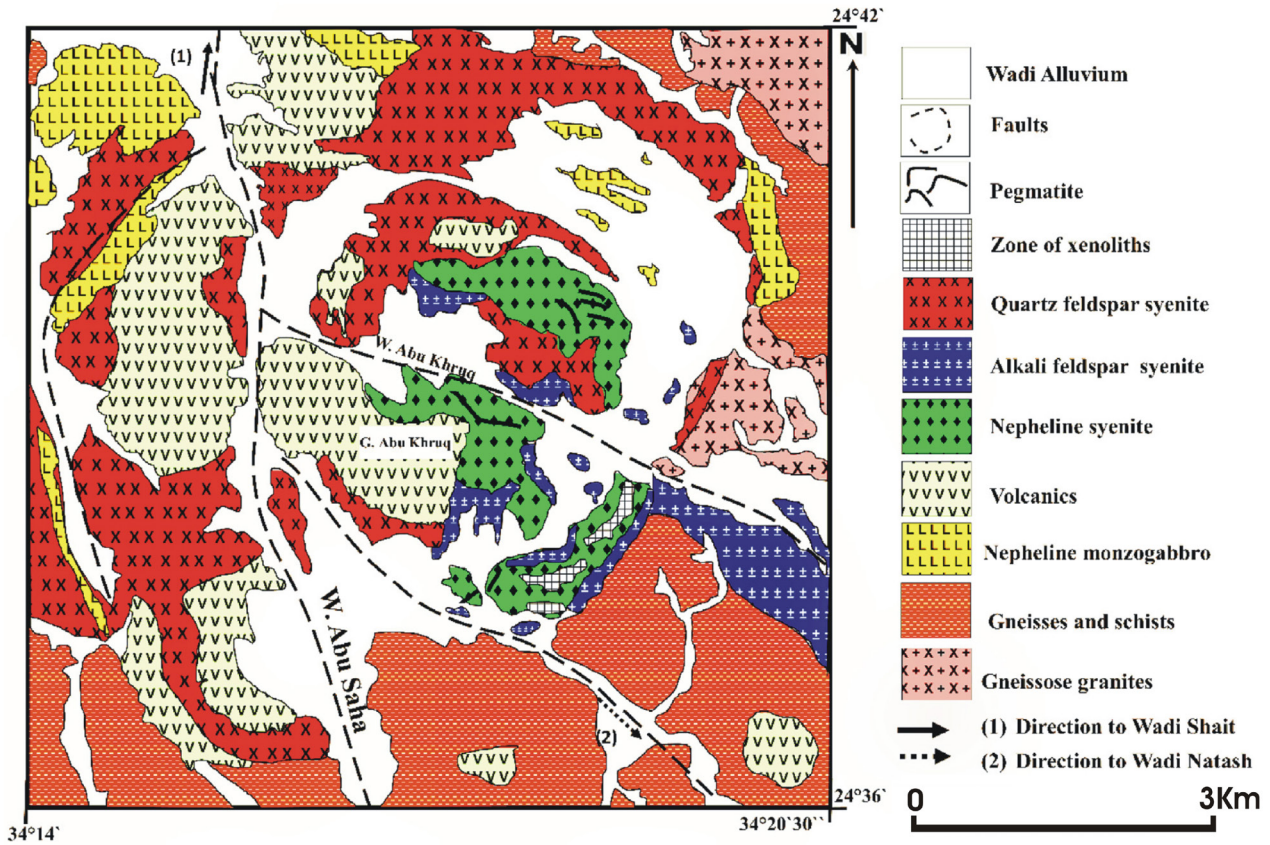 24°42`
(1)
N
W. Abu Khruq
G. Abu Khruq
W. Abu Saha
(2)
24°36`
34°14`
34°20`30``
Wadi Alluvium
Faults
Pegmatite
Zone of xenoliths
Quartz feldspar syenite
Alkali feldspar syenite
Nepheline syenite
Volcanics
Nepheline monzogabbro
Gneisses and schists
Gneissose granites
(1) Direction to Wadi Shait
(2) Direction to Wadi Natash
0 3Km